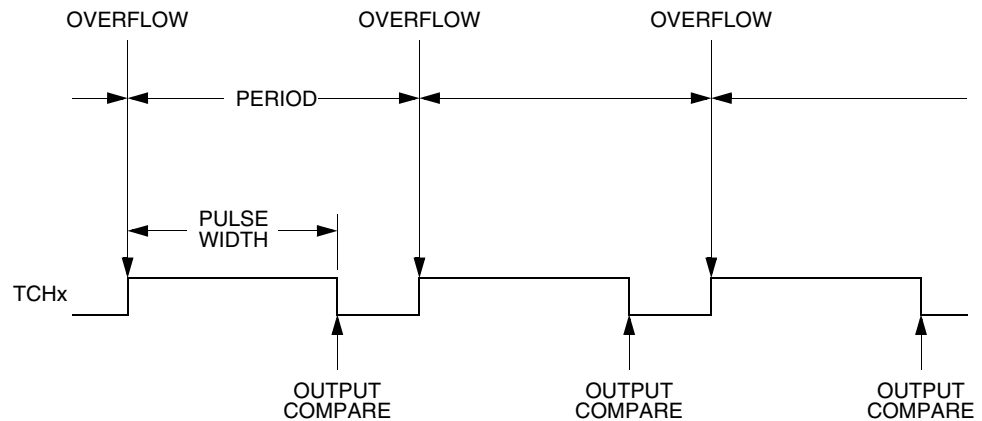 OVERFLOW
OVERFLOW
OVERFLOW
PERIOD
PULSE
WIDTH
TCHx
OUTPUT
COMPARE
OUTPUT
COMPARE
OUTPUT
COMPARE